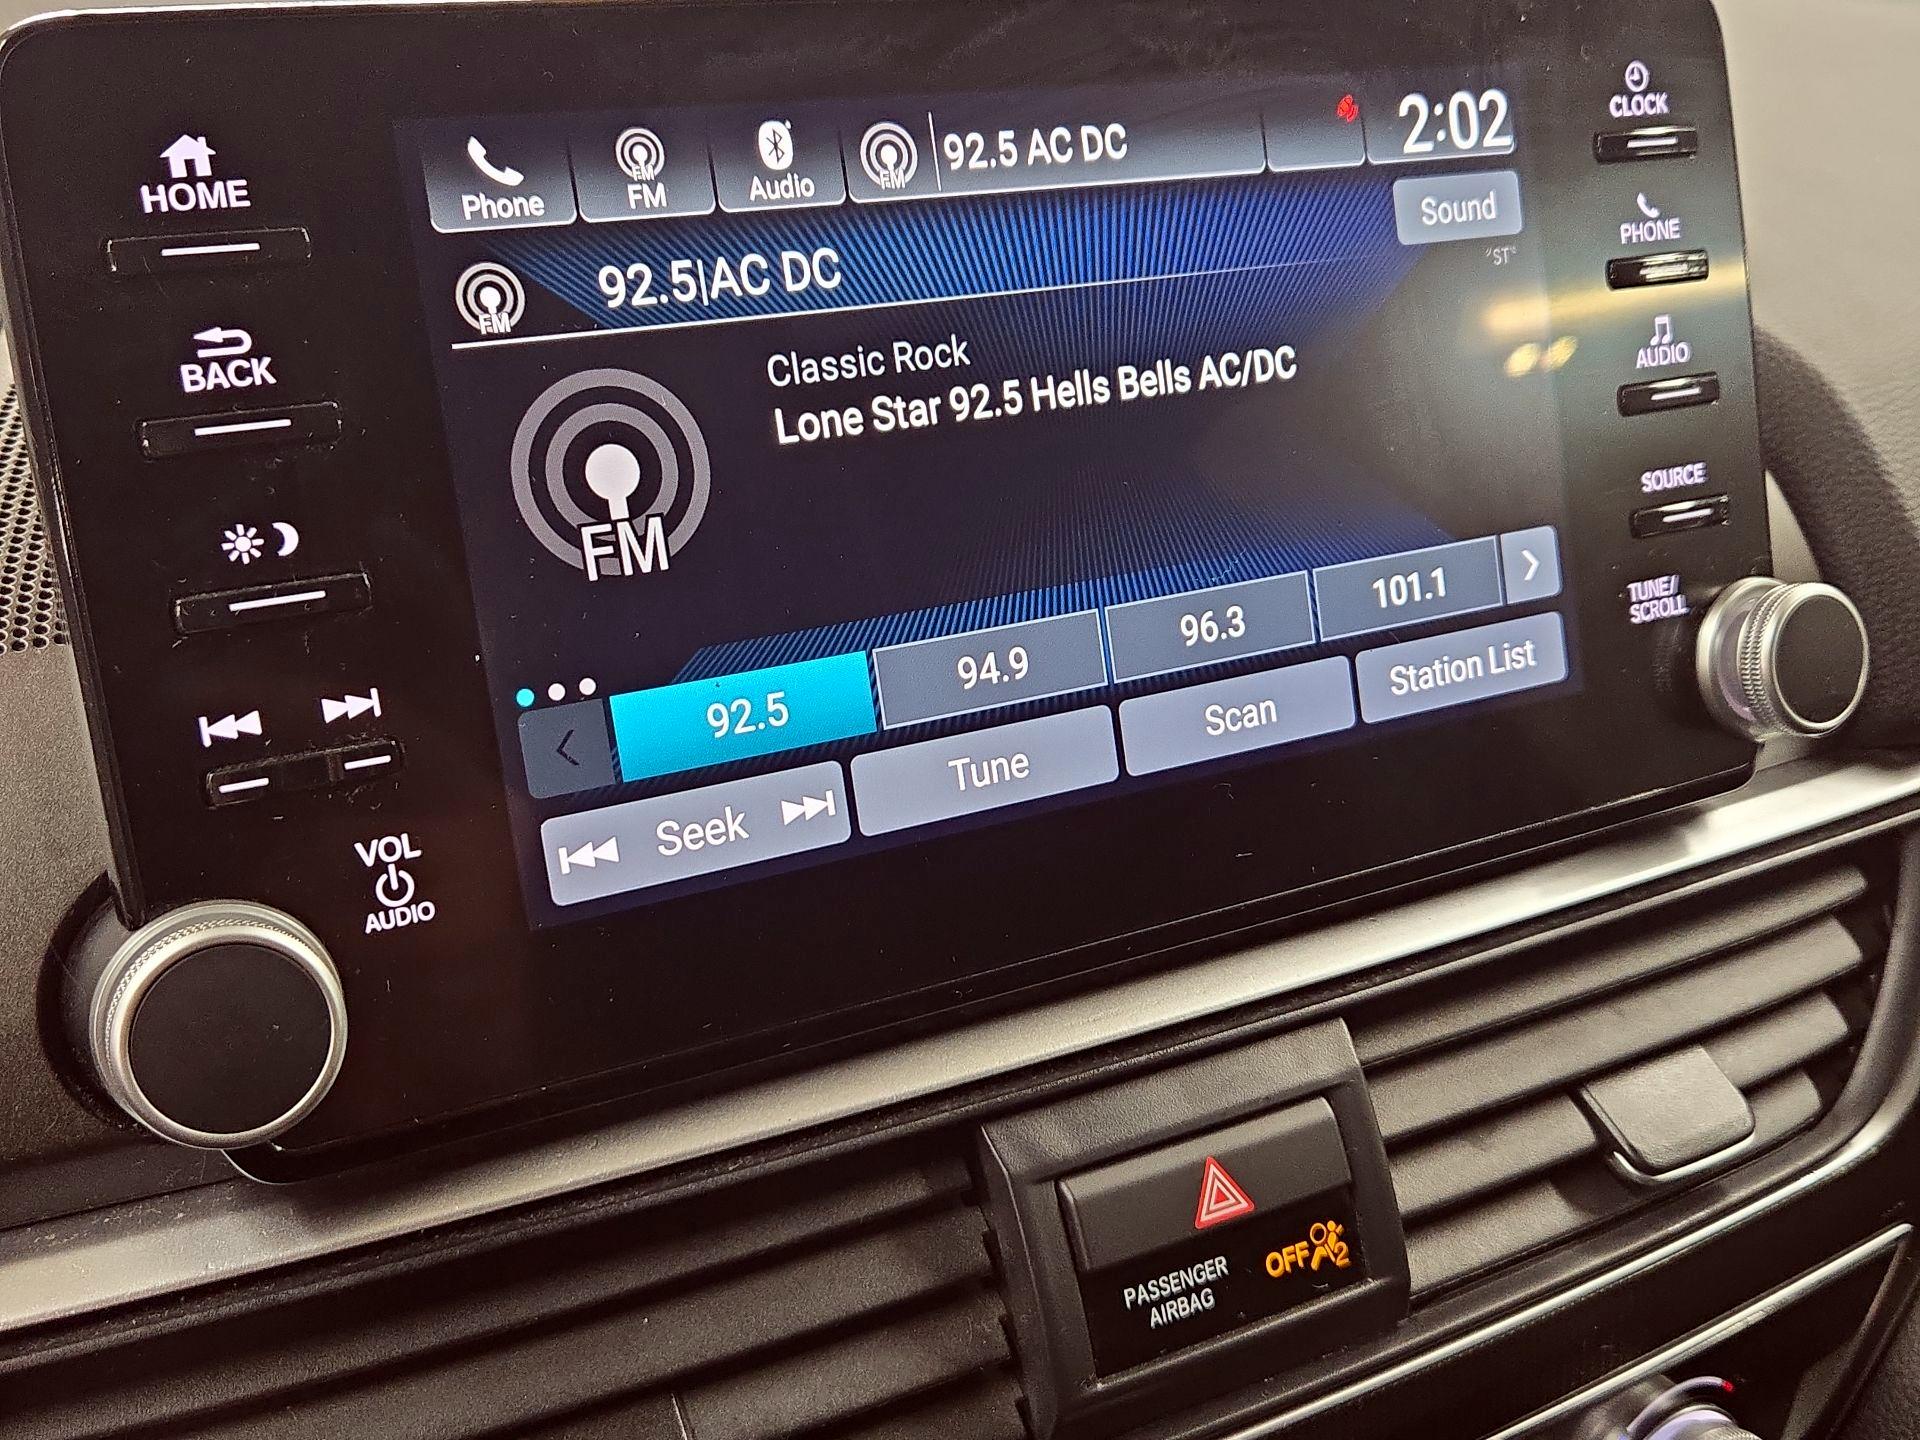 HOME
BACK
VOL
AUDIO
Phone
FM
FM
Audio
FM
92.5 AC DC
2:02
Sound
"ST"
FM
92.5|AC DC
Classic Rock
Lone Star 92.5 Hells Bells AC/DC
FM
92.5
94.9
96.3
101.1
Seek
Tune
Scan
Station List
CLOCK
PHONE
AUDIO
SOURCE
TUNE/
SCROLL
PASSENGER
AIRBAG
OFF
2